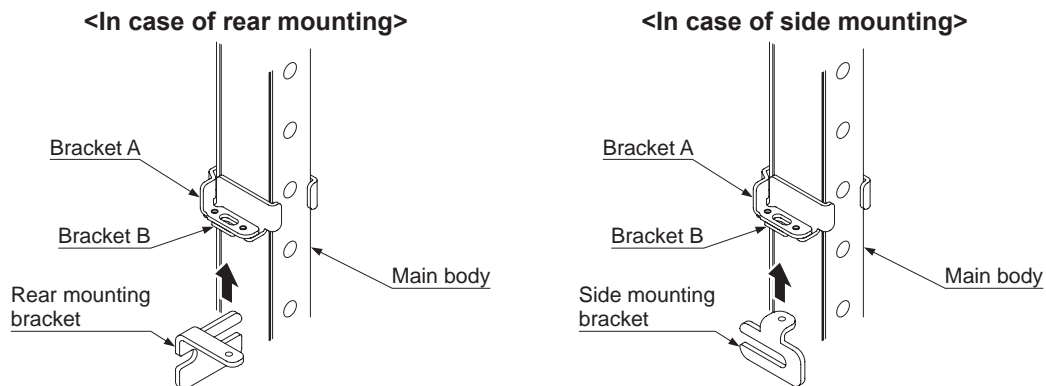 <In case of rear mounting>
Bracket A
Bracket B
Main body
Rear mounting
bracket
<In case of side mounting>
Bracket A
Bracket B
Main body
Side mounting
bracket